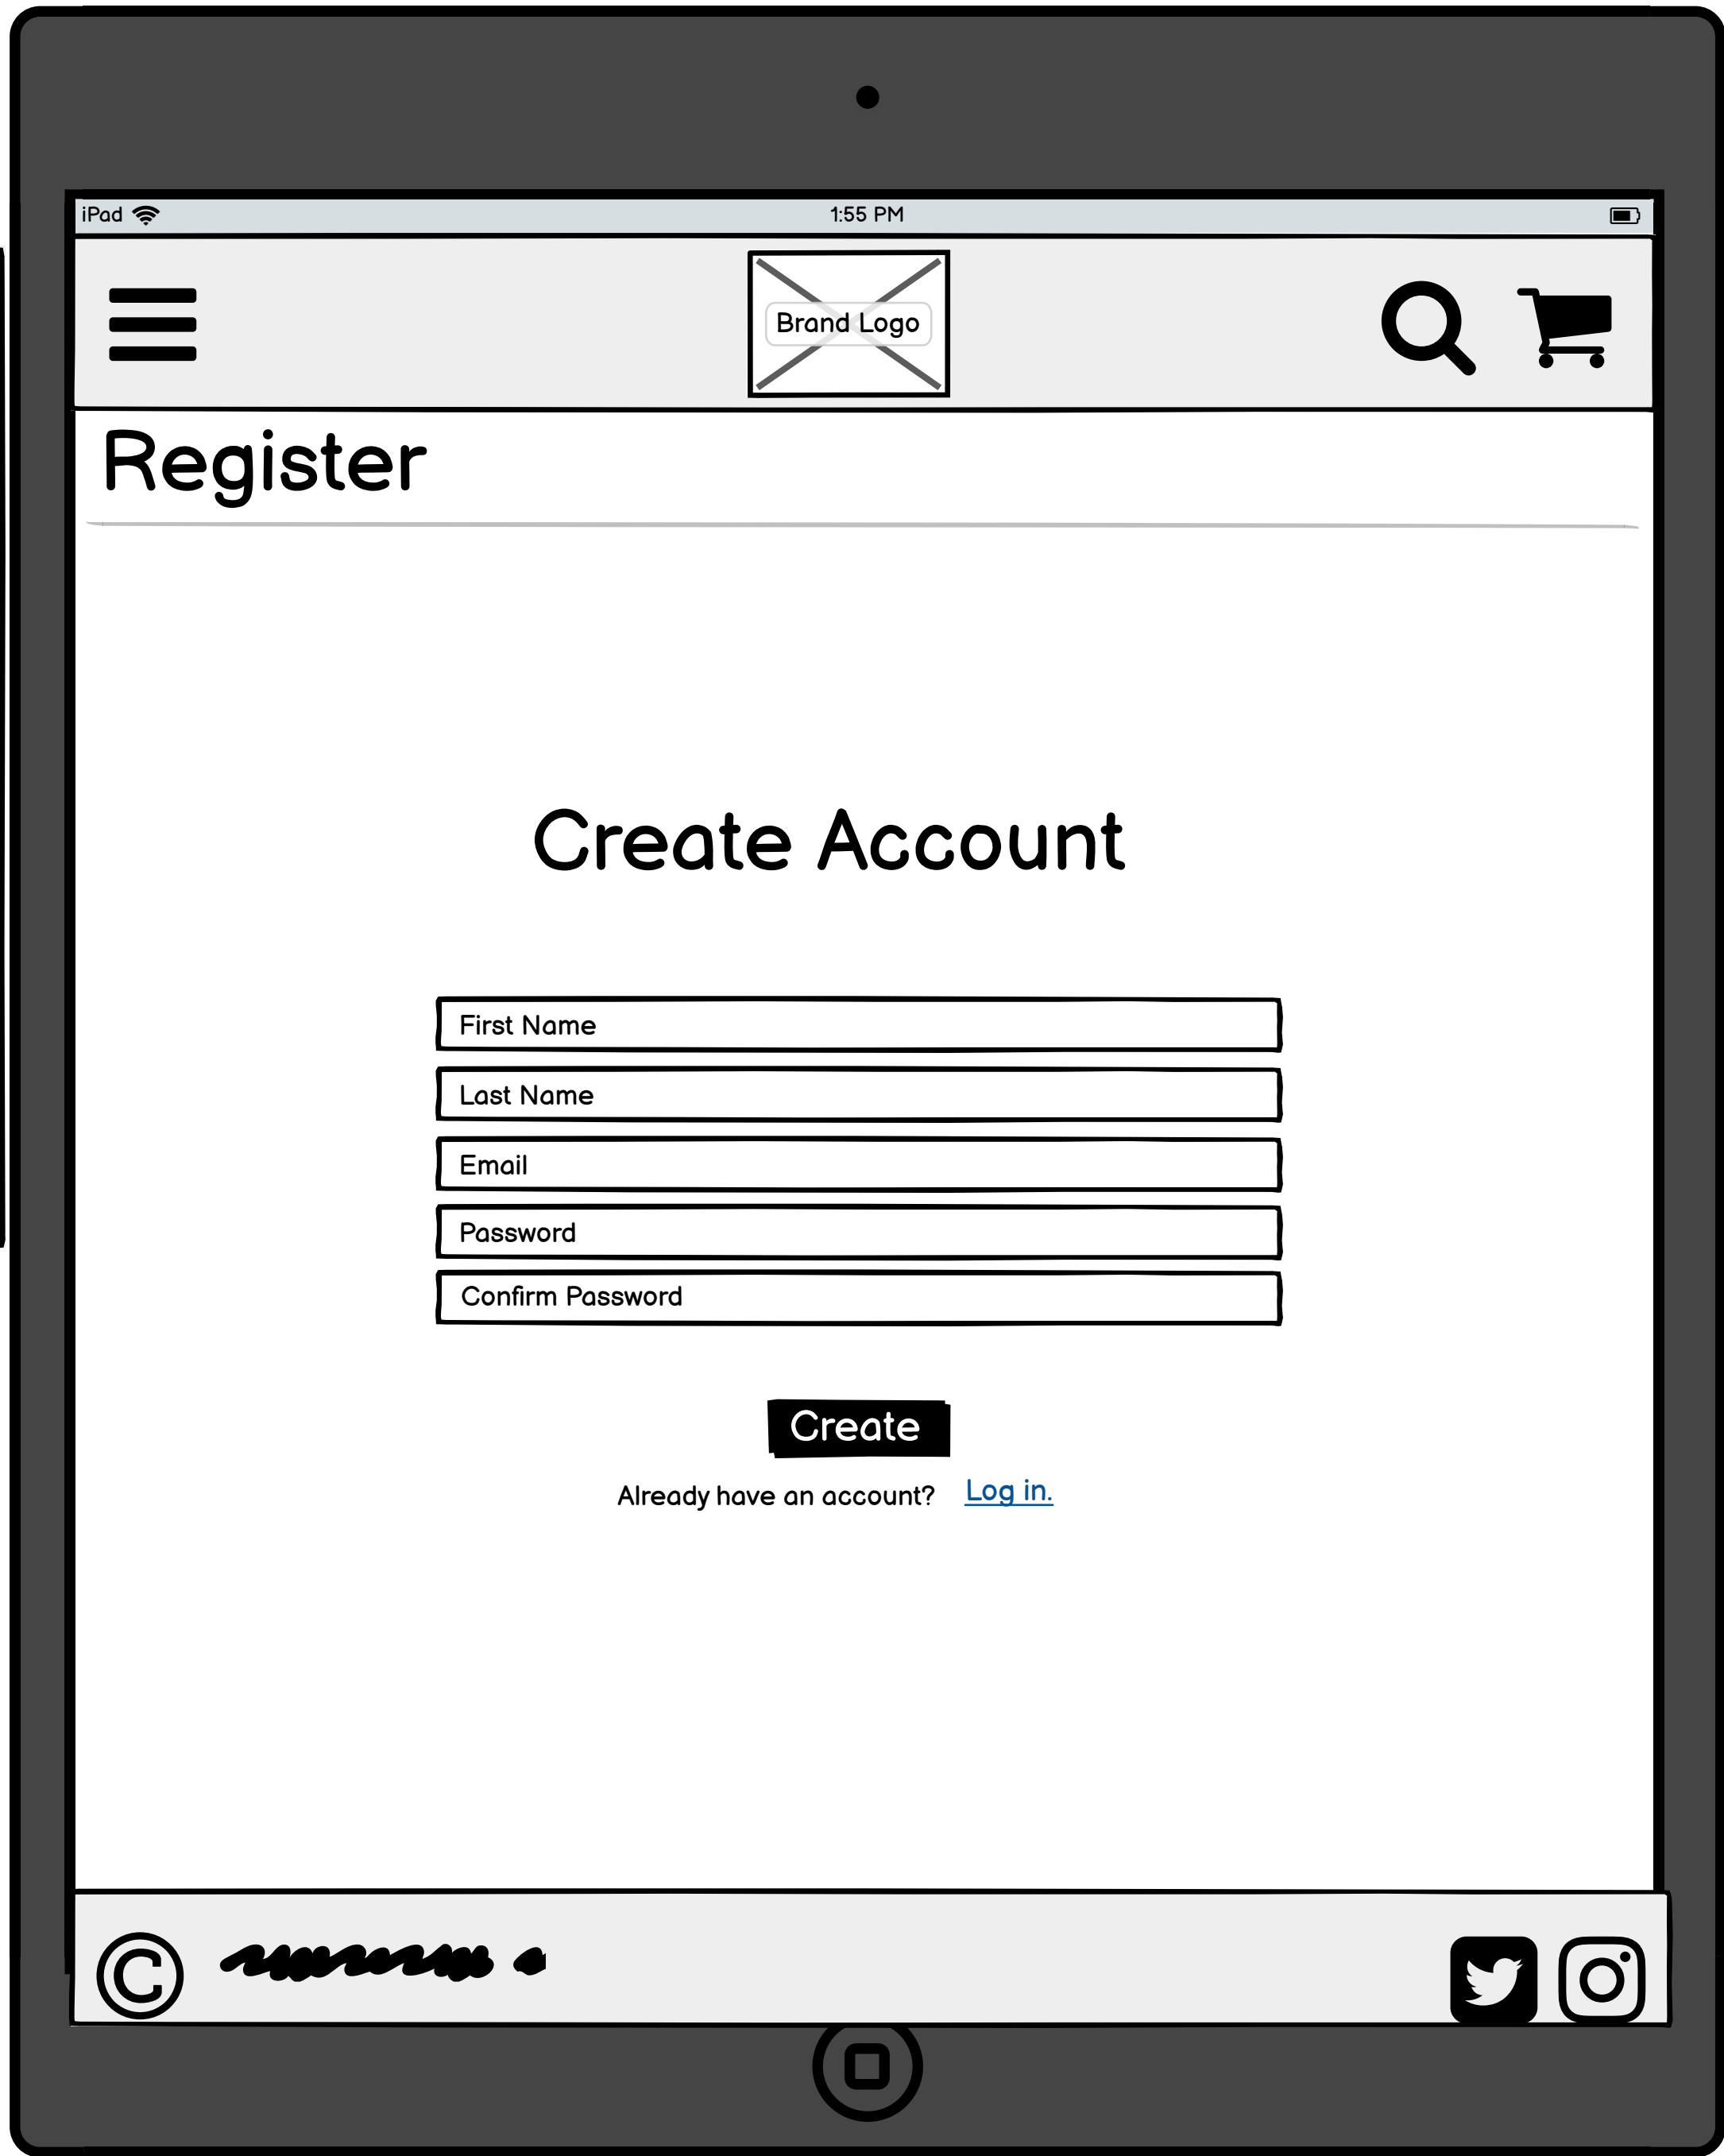 iPad 1:55 PM
Brand Logo
Register
Create Account
First Name
Last Name
Email
Password
Confirm Password
Create
Already have an account? Log in.
©